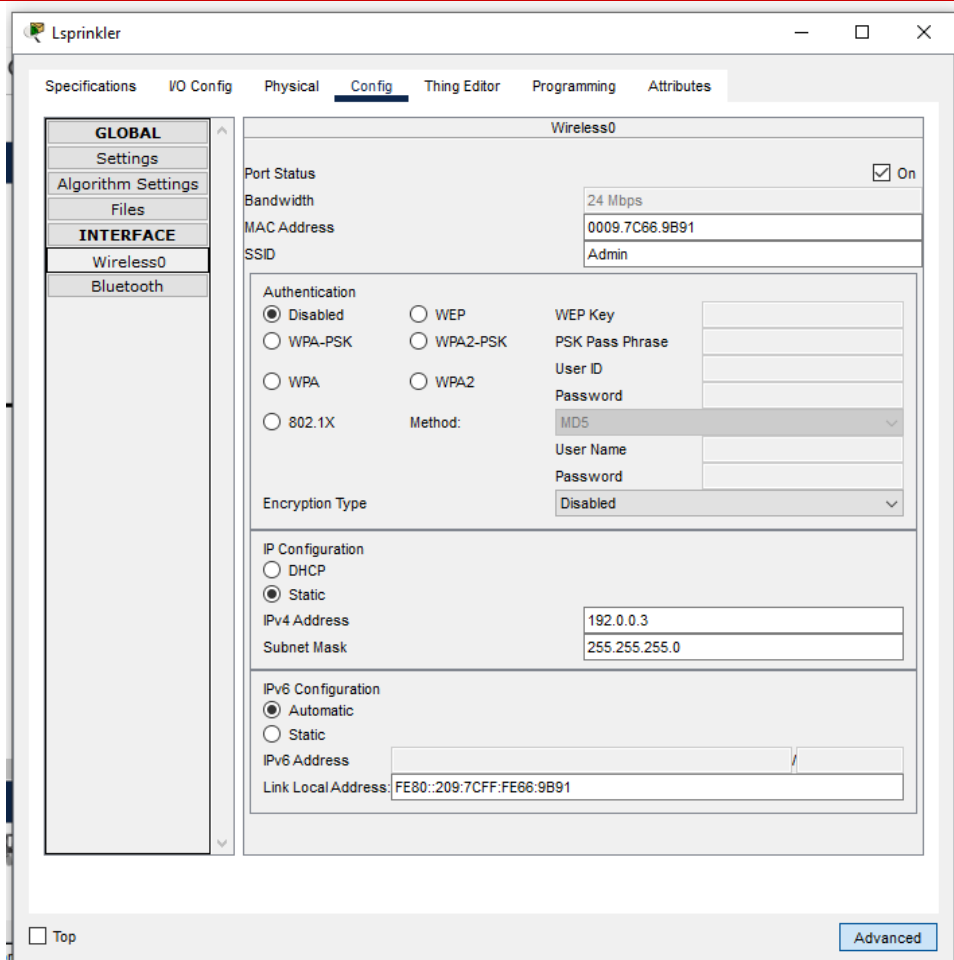 Lsprinkler
Specifications I/O Config Physical Config Thing Editor Programming Attributes
GLOBAL
Settings
Algorithm Settings
Files
INTERFACE
Wireless0
Bluetooth
Wireless0
Port Status On
Bandwidth 24 Mbps
MAC Address 0009.7C66.9B91
SSID Admin
Authentication
Disabled WEP WEP Key
WPA-PSK WPA2-PSK PSK Pass Phrase
User ID
WPA WPA2
Password
802.1X Method: MD5
User Name
Password
Encryption Type Disabled
IP Configuration
DHCP
Static
IPv4 Address 192.0.0.3
Subnet Mask 255.255.255.0
IPv6 Configuration
Automatic
Static
IPv6 Address /
Link Local Address: FE80::209:7CFF:FE66:9B91
Top Advanced